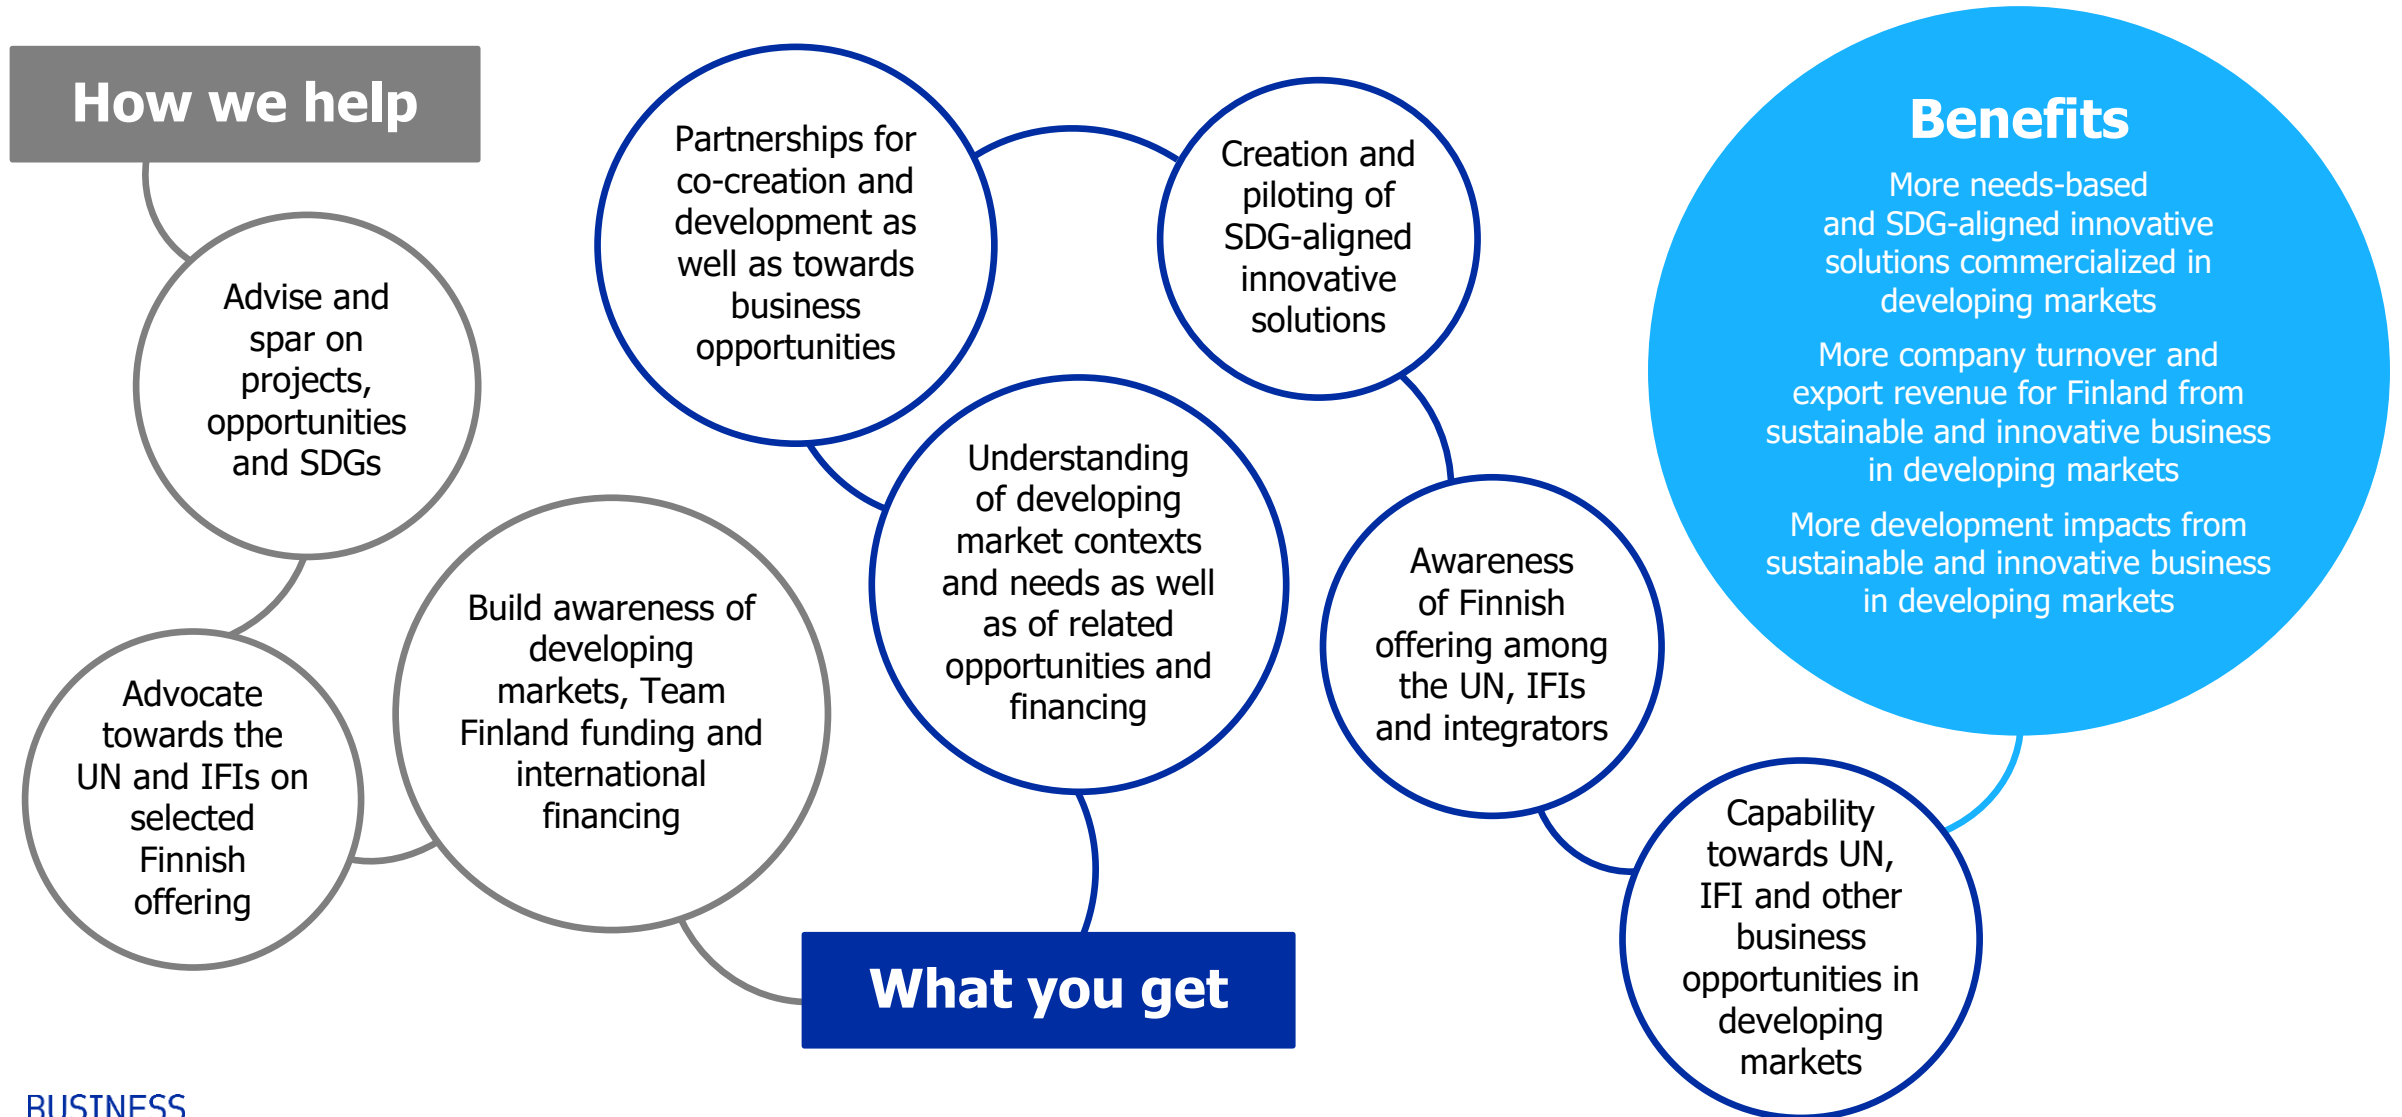 How we help
Advise and
spar on
projects,
opportunities
and SDGs
Advocate
towards the
UN and IFIs on
selected
Finnish
offering
Build awareness of
developing
markets, Team
Finland funding and
international
financing
What you get
Understanding
of developing
market contexts
and needs as well
as of related
opportunities and
financing
Partnerships for
co-creation and
development as
well as towards
business
opportunities
Creation and
piloting of
SDG-aligned
innovative
solutions
Awareness
of Finnish
offering among
the UN, IFIs
and integrators
Capability
towards UN,
IFI and other
business
opportunities in
developing
markets
Benefits
More needs-based
and SDG-aligned innovative
solutions commercialized in
developing markets
More company turnover and
export revenue for Finland from
sustainable and innovative business
in developing markets
More development impacts from
sustainable and innovative business
in developing markets
BUSINESS